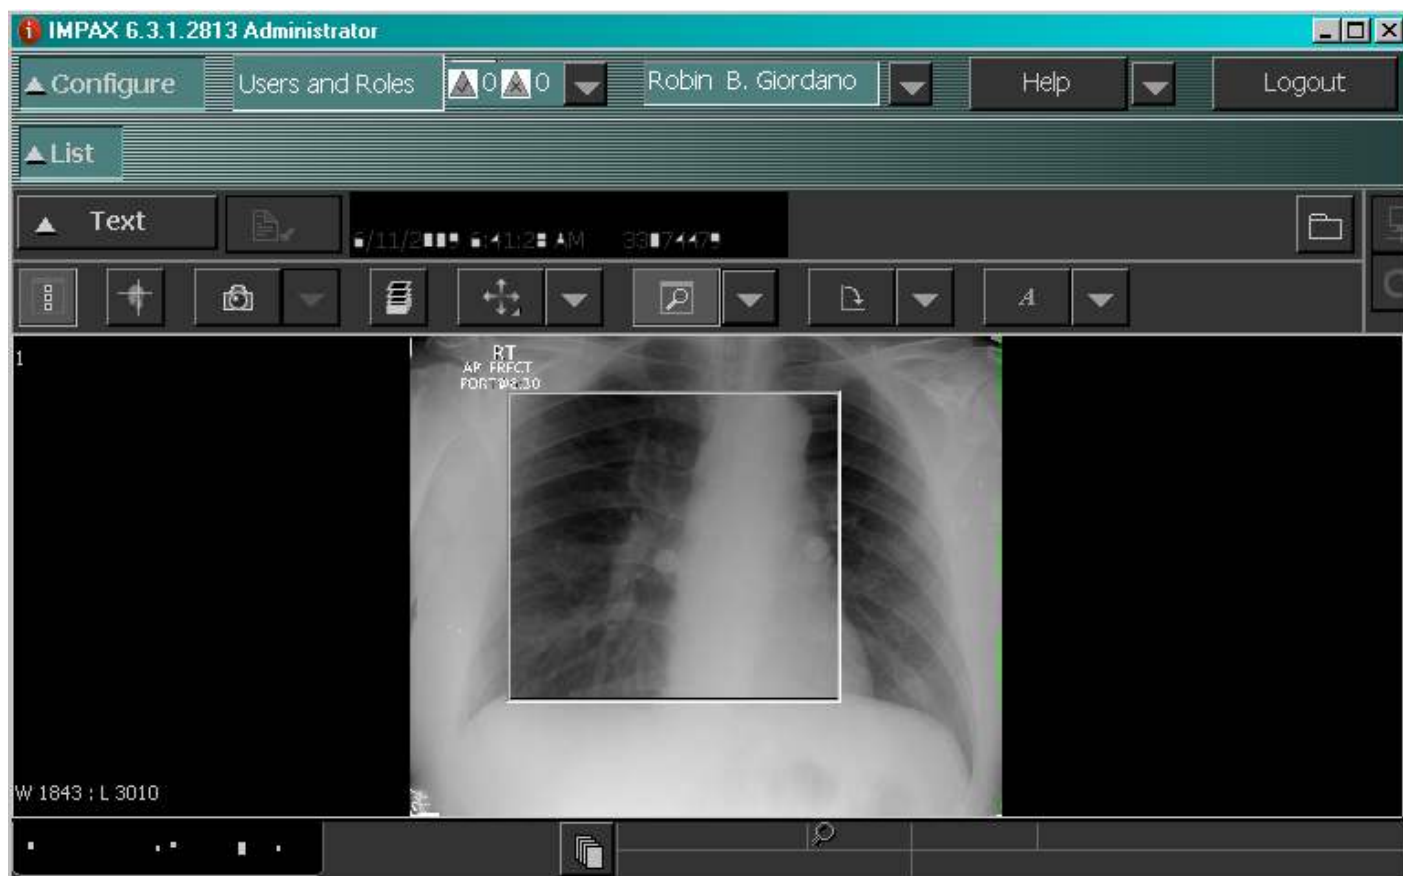 IMPAX 6.3.1.2813 Administrator
Configure Users and Roles 0 0 Robin B. Giordano Help Logout
List
Text
AM
A
1
RT
AP ERECT
W 1843 : L 3010